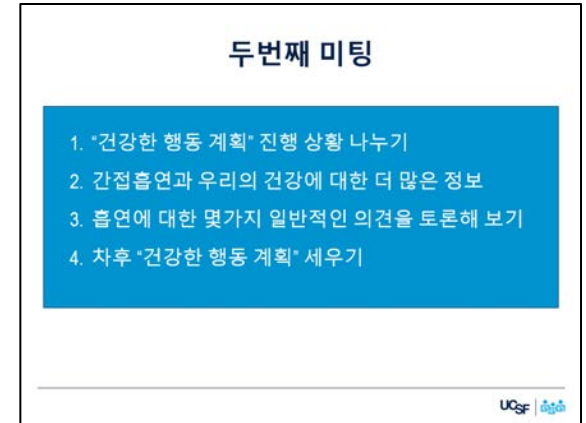 두번째 미팅
1. “건강한 행동 계획” 진행 상황 나누기
2. 간접흡연과 우리의 건강에 대한 더 많은 정보
3. 흡연에 대한 몇가지 일반적인 의견을 토론해 보기
4. 차후 “건강한 행동 계획” 세우기
UCSF